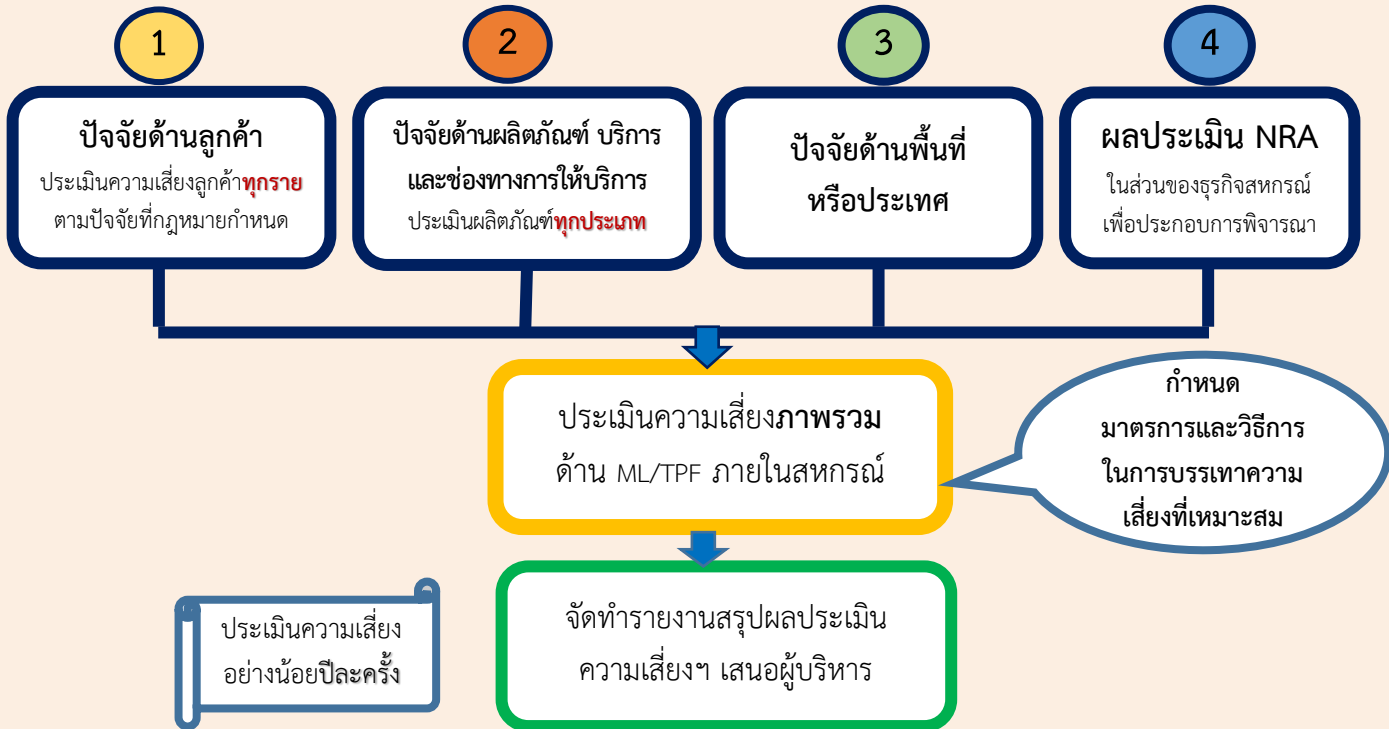 1
ปัจจัยด้านลูกค้า
ประเมินความเสี่ยงลูกค้าทุกราย
ตามปัจจัยที่กฎหมายกำหนด
2
ปัจจัยด้านผลิตภัณฑ์ บริการ
และช่องทางการให้บริการ
ประเมินผลิตภัณฑ์ทุกประเภท
3
ปัจจัยด้านพื้นที่
หรือประเทศ
4
ผลประเมิน NRA
ในส่วนของธุรกิจสหกรณ์
เพื่อประกอบการพิจารณา
ประเมินความเสี่ยงภาพรวม
ด้าน ML/TPF ภายในสหกรณ์
กำหนด
มาตรการและวิธีการ
ในการบรรเทาความ
เสี่ยงที่เหมาะสม
ประเมินความเสี่ยง
อย่างน้อยปีละครั้ง
จัดทำรายงานสรุปผลประเมิน
ความเสี่ยงฯ เสนอผู้บริหาร